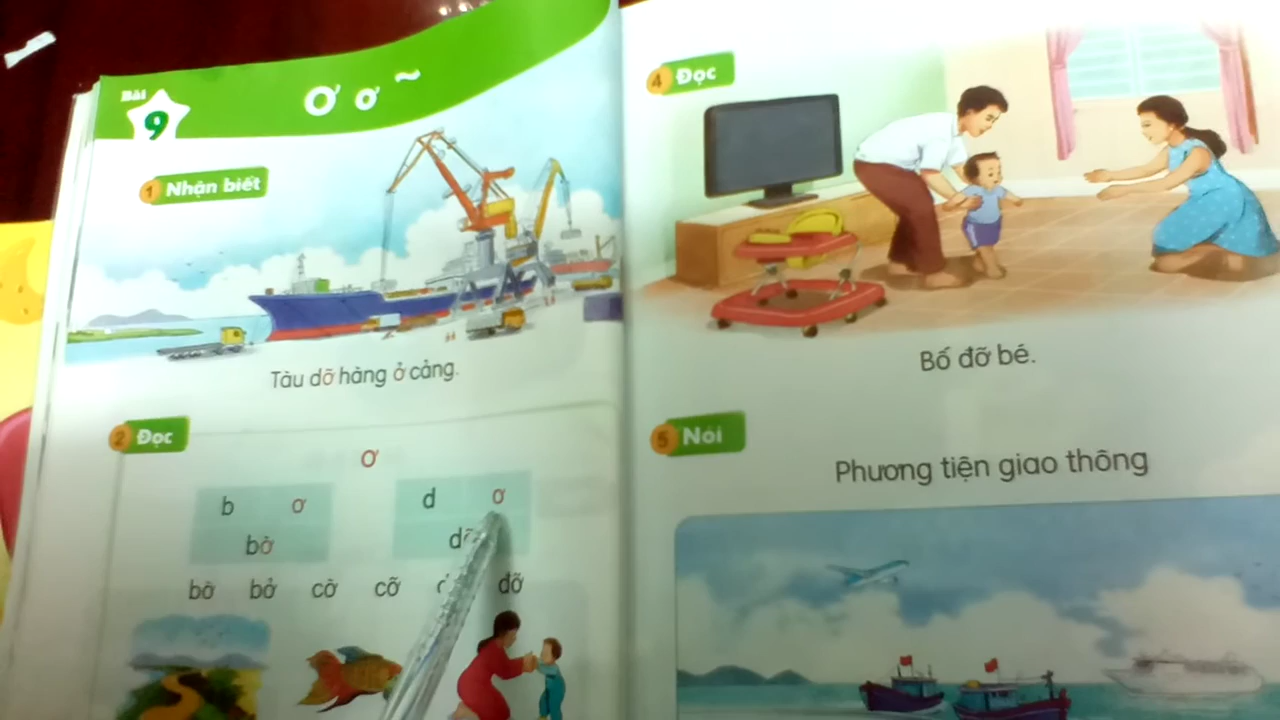 Bài
9
Ơ ơ ~
1 Nhận biết
Tàu dỡ hàng ở cảng.
2 Đọc
ơ
b ơ
bờ
d ơ
bờ bở cờ cỡ đỡ
4 Đọc
Bố đỡ bé.
5 Nói
Phương tiện giao thông